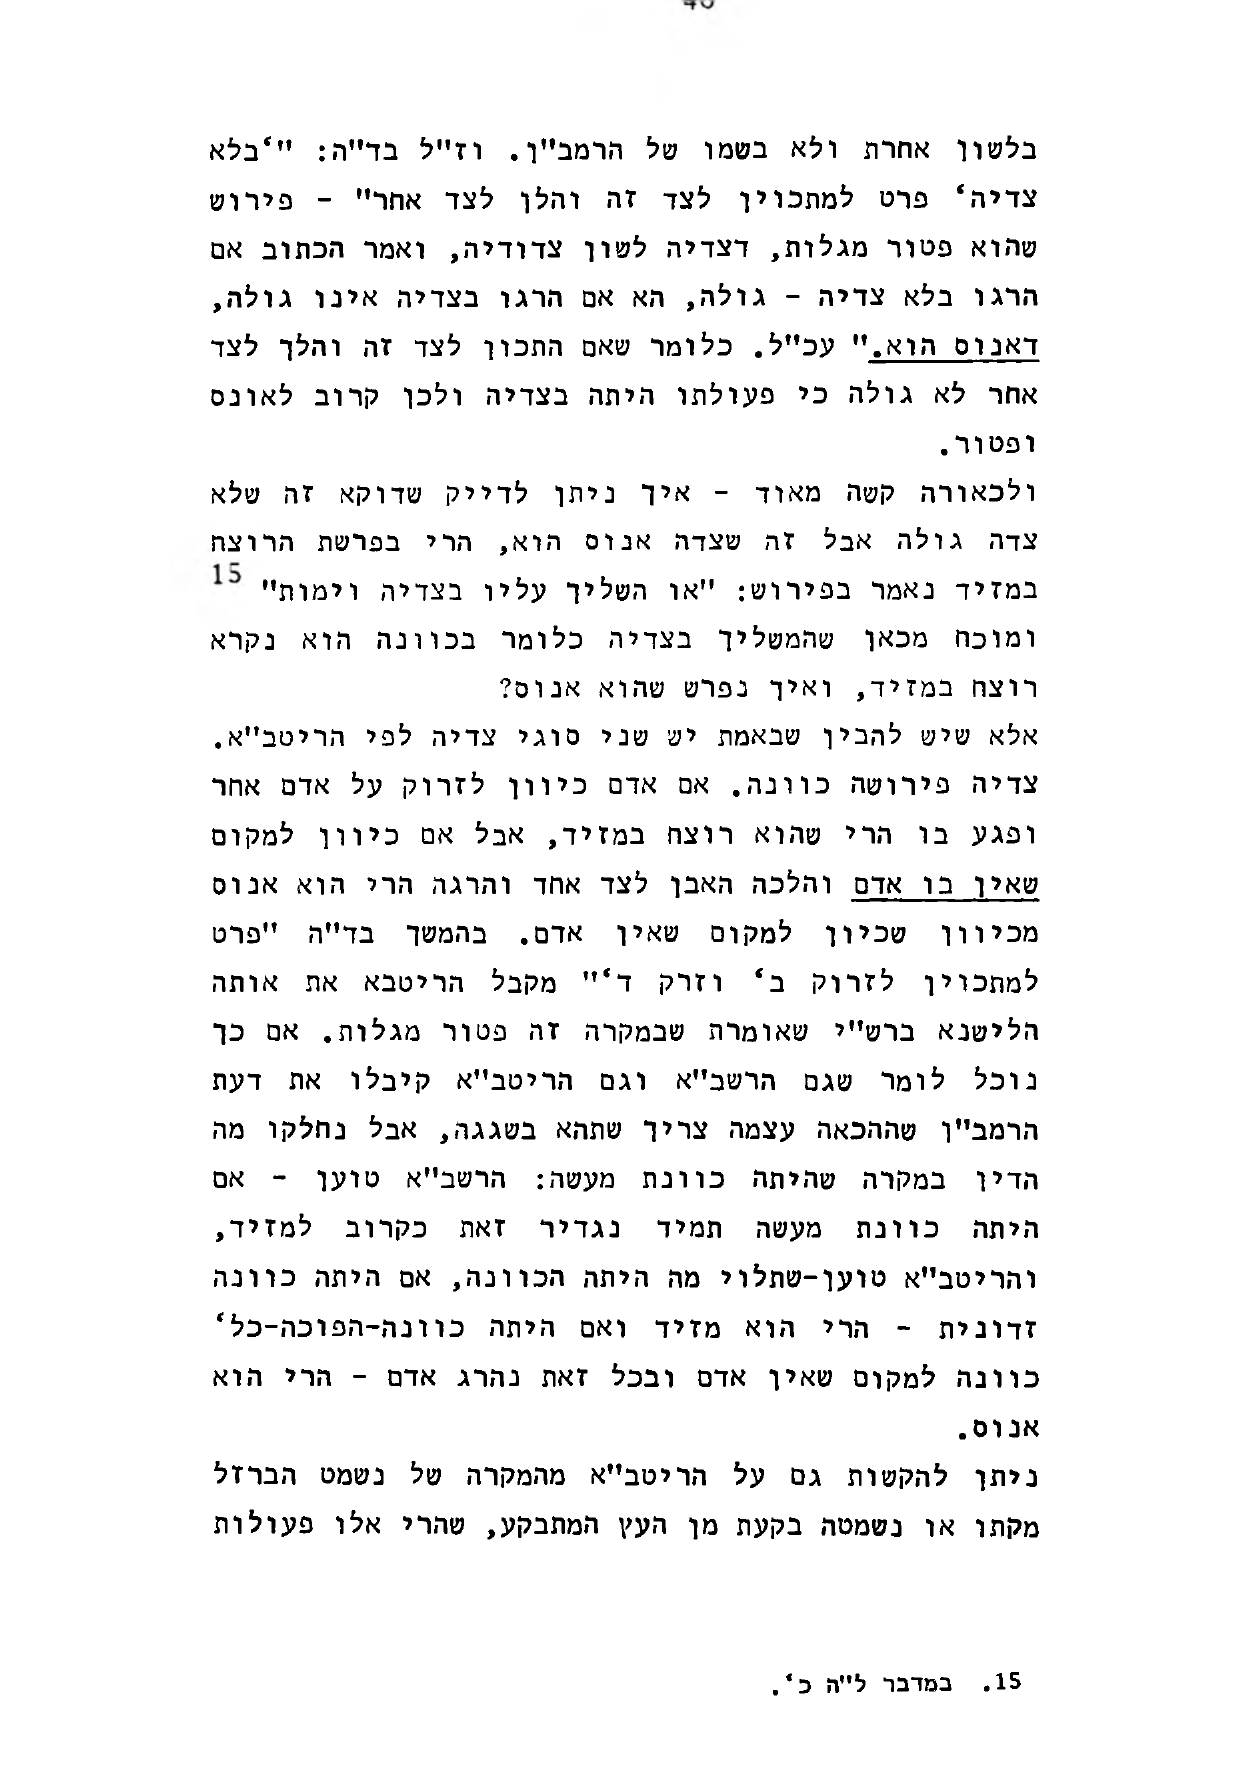 בלשון אחרת ולא בשמו של הרמב"ן. וז"ל בד"ה: "'בלא
צדיה' פרט למתכוין לצד זה והלן לצד אחר" - פירוש
שהוא פטור מגלות, דצדיה לשון צדודיה, ואמר הכתוב אם
הרגו בלא צדיה - גולה, הא אם הרגו בצדיה אינו גולה,
דאנוס הוא." עכ"ל. כלומר שאם התכון לצד זה והלך לצד
אחר לא גולה כי פעולתו היתה בצדיה ולכן קרוב לאונס
ופטור.
ולכאורה קשה מאוד - איך ניתן לדייק שדוקא זה שלא
צדה גולה אבל זה שצדה אנוס הוא, הרי בפרשת הרוצח
במזיד נאמר בפירוש: "או השליך עליו בצדיה וימות" 15
ומוכח מכאן שהמשליך בצדיה כלומר בכוונה הוא נקרא
רוצח במזיד, ואיך נפרש שהוא אנוס?
אלא שיש להבין שבאמת יש שני סוגי צדיה לפי הריטב"א.
צדיה פירושה כוונה. אם אדם כיוון לזרוק על אדם אחר
ופגע בו הרי שהוא רוצח במזיד, אבל אם כיוון למקום
שאין בו אדם והלכה האבן לצד אחד והרגה הרי הוא אנוס
מכיוון שכיון למקום שאין אדם. בהמשך בד"ה "פרט
למתכוין לזרוק ב' וזרק ד'" מקבל הריטבא את אותה
הלישנא ברש"י שאומרת שבמקרה זה פטור מגלות. אם כך
נוכל לומר שגם הרשב"א וגם הריטב"א קיבלו את דעת
הרמב"ן שההכאה עצמה צריך שתהא בשגגה, אבל נחלקו מה
הדין במקרה שהיתה כוונת מעשה: הרשב"א טוען - אם
היתה כוונת מעשה תמיד נגדיר זאת כקרוב למזיד,
והריטב"א טוען-שתלוי מה היתה הכוונה, אם היתה כוונה
זדונית - הרי הוא מזיד ואם היתה כוונה-הפוכה-כל'
כוונה למקום שאין אדם ובכל זאת נהרג אדם - הרי הוא
אנוס.
ניתן להקשות גם על הריטב"א מהמקרה של נשמט הברזל
מקתו או נשמטה בקעת מן העץ המתבקע, שהרי אלו פעולות
15. במדבר ל"ה כ'.